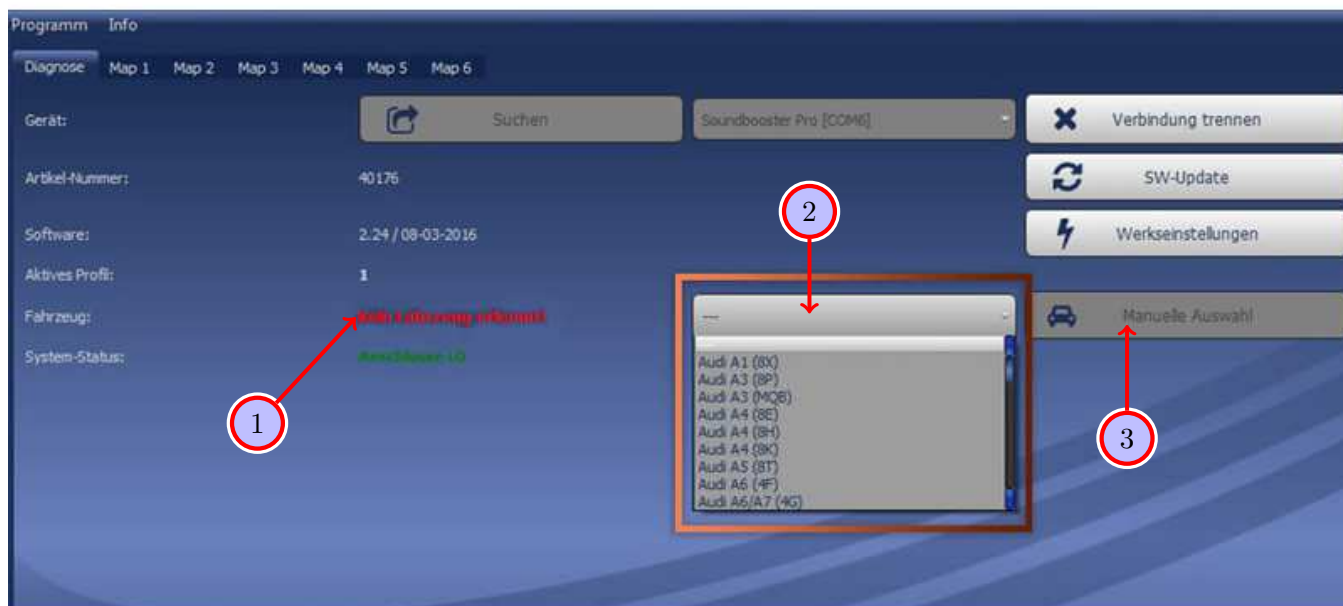 Programm Info
Diagnose Map 1 Map 2 Map 3 Map 4 Map 5 Map 6
Gerät: Suchen Soundbooster Pro [COM6] Verbindung trennen
Artikel-Nummer: 40176 SW-Update
2
Software: 2.24 / 08-03-2016 Werkseinstellungen
Aktives Profil: 1
Fahrzeug: --- Manuelle Auswahl
System-Status:
Audi A1 (8X)
Audi A3 (8P)
Audi A3 (MQB)
Audi A4 (8E)
1
Audi A4 (8H)
3
Audi A4 (8K)
Audi A5 (8T)
Audi A6 (4F)
Audi A6/A7 (4G)